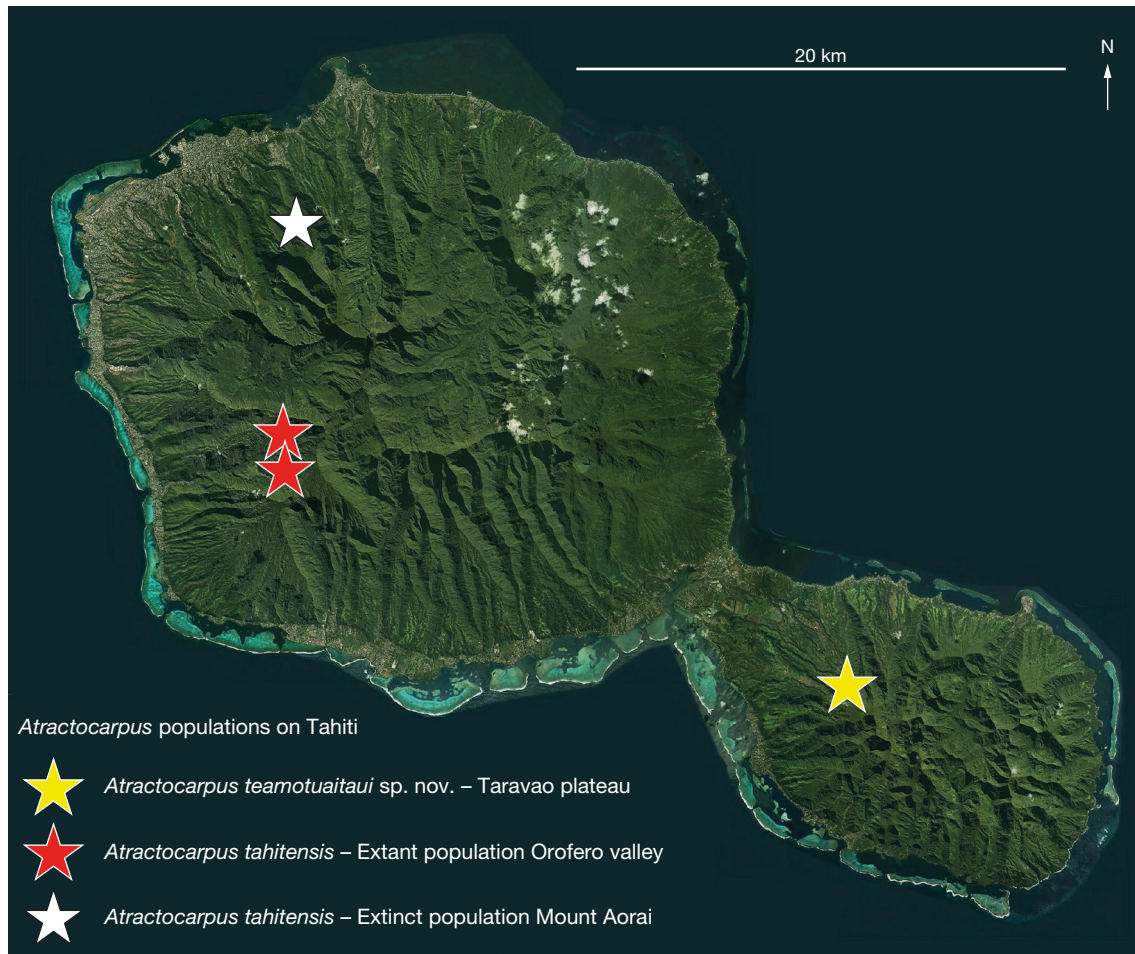 20 km
N
Atractocarpus populations on Tahiti
Atractocarpus teamotuaitaui sp. nov. – Taravao plateau
Atractocarpus tahitensis – Extant population Orofero valley
Atractocarpus tahitensis – Extinct population Mount Aorai